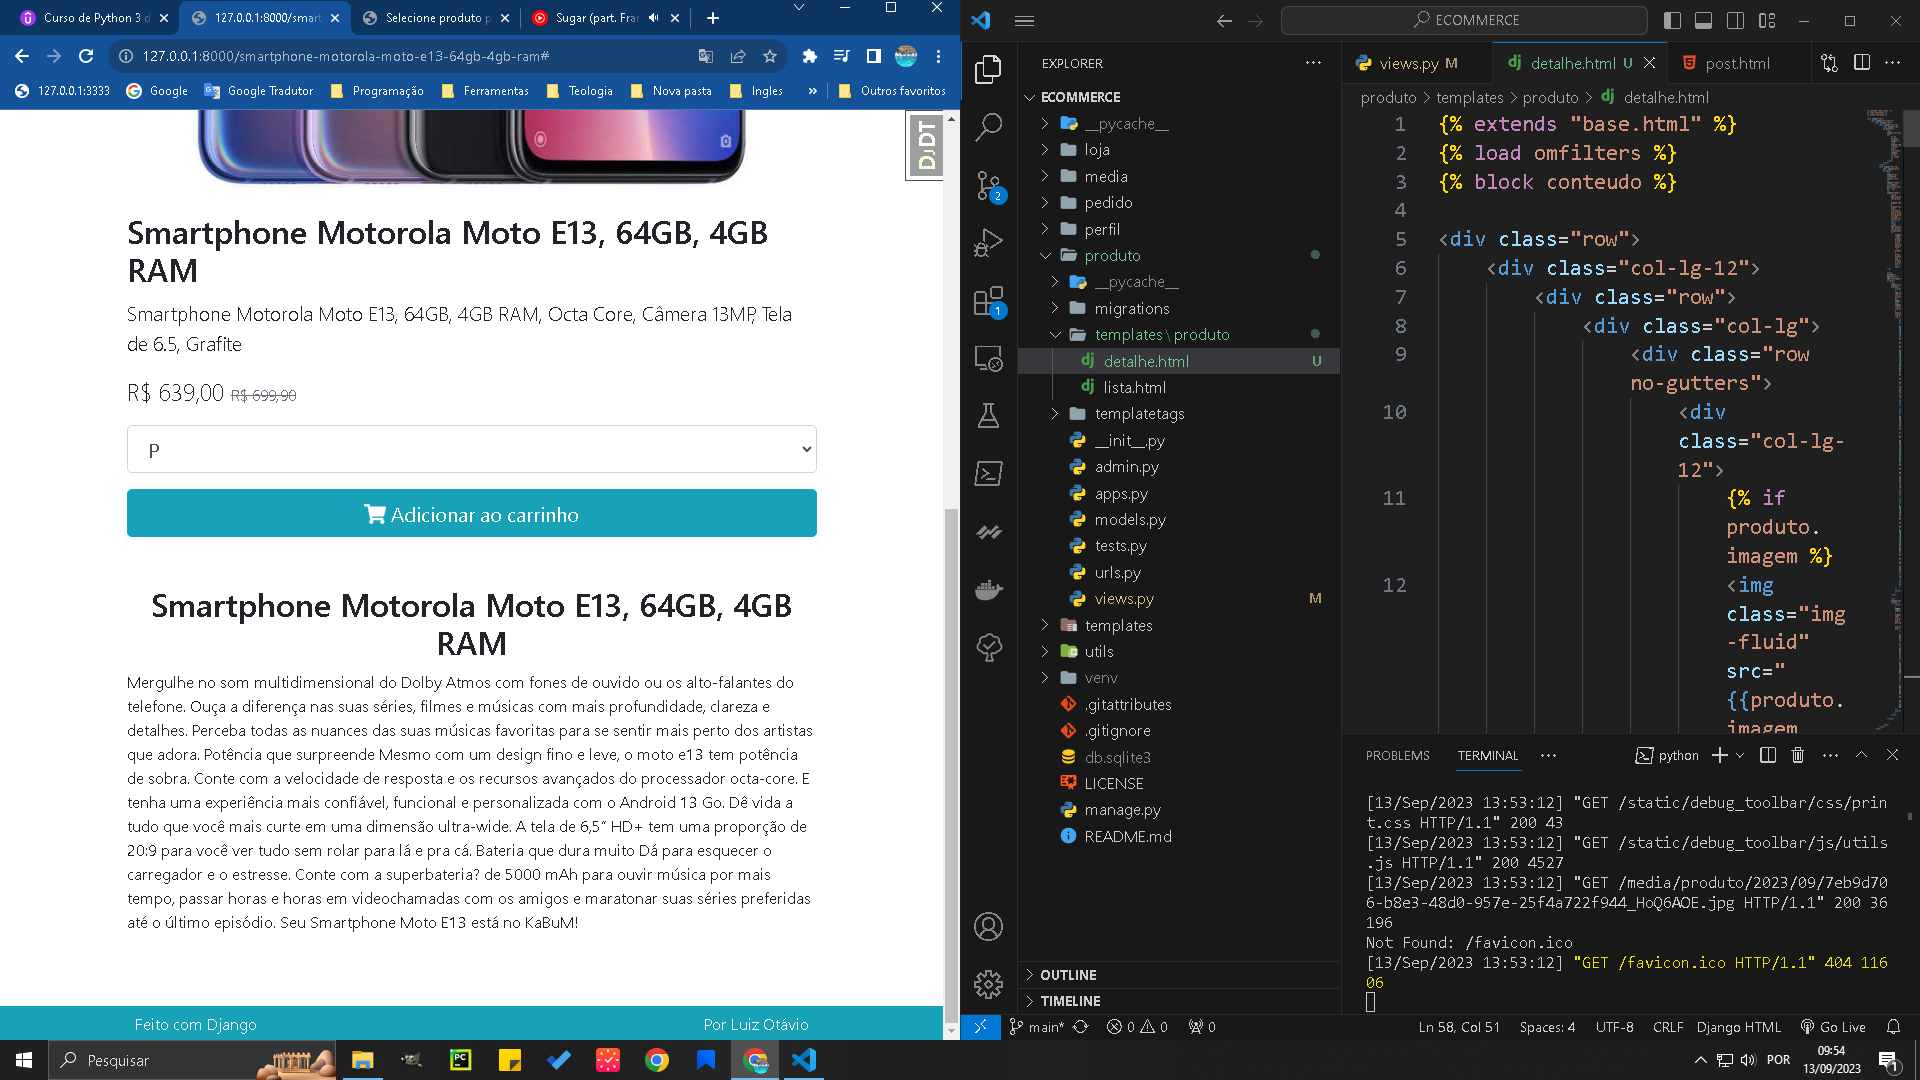 Curso de Python 3 d
127.0.0.1:8000/smart
Selecione produto p
Sugar (part. Fran
127.0.0.1:8000/smartphone-motorola-moto-e13-64gb-4gb-ram#
127.0.0.1:3333
Google
Google Tradutor
Programação
Ferramentas
Teologia
Nova pasta
Ingles
»
Outros favoritos
DJDT
Smartphone Motorola Moto E13, 64GB, 4GB
RAM
Smartphone Motorola Moto E13, 64GB, 4GB RAM, Octa Core, Câmera 13MP, Tela
de 6.5, Grafite
R$ 639,00 R$ 699,90
P
Adicionar ao carrinho
Smartphone Motorola Moto E13, 64GB, 4GB
RAM
Mergulhe no som multidimensional do Dolby Atmos com fones de ouvido ou os alto-falantes do
telefone. Ouça a diferença nas suas séries, filmes e músicas com mais profundidade, clareza e
detalhes. Perceba todas as nuances das suas músicas favoritas para se sentir mais perto dos artistas
que adora. Potência que surpreende Mesmo com um design fino e leve, o moto e13 tem potência
de sobra. Conte com a velocidade de resposta e os recursos avançados do processador octa-core. E
tenha uma experiência mais confiável, funcional e personalizada com o Android 13 Go. Dê vida a
tudo que você mais curte em uma dimensão ultra-wide. A tela de 6,5” HD+ tem uma proporção de
20:9 para você ver tudo sem rolar para lá e pra cá. Bateria que dura muito Dá para esquecer o
carregador e o estresse. Conte com a superbateria? de 5000 mAh para ouvir música por mais
tempo, passar horas e horas em videochamadas com os amigos e maratonar suas séries preferidas
até o último episódio. Seu Smartphone Moto E13 está no KaBuM!
Feito com Django
Por Luiz Otávio
ECOMMERCE
EXPLORER
ECOMMERCE
__pycache__
loja
media
pedido
perfil
produto
__pycache__
migrations
templates\produto
detalhe.html U
lista.html
templatetags
__init__.py
admin.py
apps.py
models.py
tests.py
urls.py
views.py M
templates
utils
venv
.gitattributes
.gitignore
db.sqlite3
LICENSE
manage.py
README.md
OUTLINE
TIMELINE
2
1
views.py M
detalhe.html U
post.html
produto > templates > produto > detalhe.html
1 {% extends "base.html" %}
2 {% load omfilters %}
3 {% block conteudo %}
4
5 <div class="row">
6 <div class="col-lg-12">
7 <div class="row">
8 <div class="col-lg">
9 <div class="row
no-gutters">
10 <div
class="col-lg-
12">
11 {% if
produto.
imagem %}
12 <img
class="img
-fluid"
src="
{{produto.
imagem
PROBLEMS
TERMINAL
python
[13/Sep/2023 13:53:12] "GET /static/debug_toolbar/css/prin
t.css HTTP/1.1" 200 43
[13/Sep/2023 13:53:12] "GET /static/debug_toolbar/js/utils
.js HTTP/1.1" 200 4527
[13/Sep/2023 13:53:12] "GET /media/produto/2023/09/7eb9d70
6-b8e3-48d0-957e-25f4a722f944_HoQ6AOE.jpg HTTP/1.1" 200 36
196
Not Found: /favicon.ico
[13/Sep/2023 13:53:12] "GET /favicon.ico HTTP/1.1" 404 116
06
main*
0
0
0
Ln 58, Col 51
Spaces: 4
UTF-8
CRLF
Django HTML
Go Live
Pesquisar
POR
09:54
13/09/2023
1